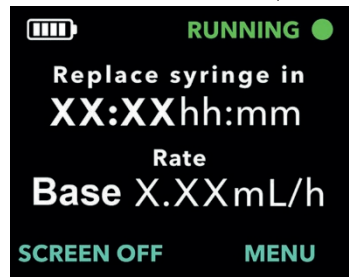 RUNNING
Replace syringe in
XX:XXhh:mm
Rate
Base X.XXmL/h
SCREEN OFF MENU